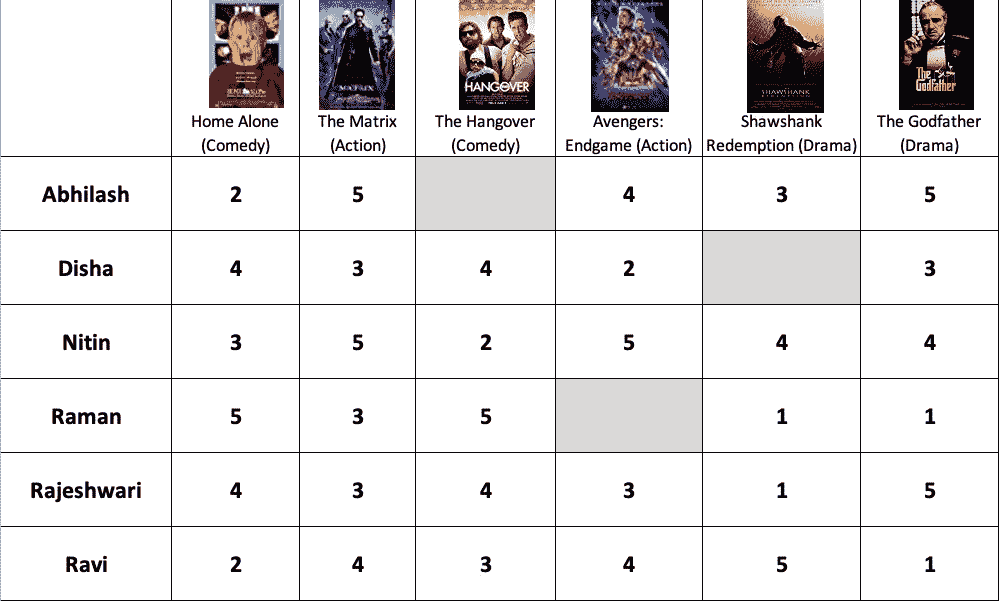 MATRIX
HANGOVER
SHAWSHANK
The
Godfather
Home Alone
(Comedy)
The Matrix
(Action)
The Hangover
(Comedy)
Avengers:
Endgame (Action)
Shawshank
Redemption (Drama)
The Godfather
(Drama)
Abhilash 2 5 4 3 5
Disha 4 3 4 2 3
Nitin 3 5 2 5 4 4
Raman 5 3 5 1 1
Rajeshwari 4 3 4 3 1 5
Ravi 2 4 3 4 5 1